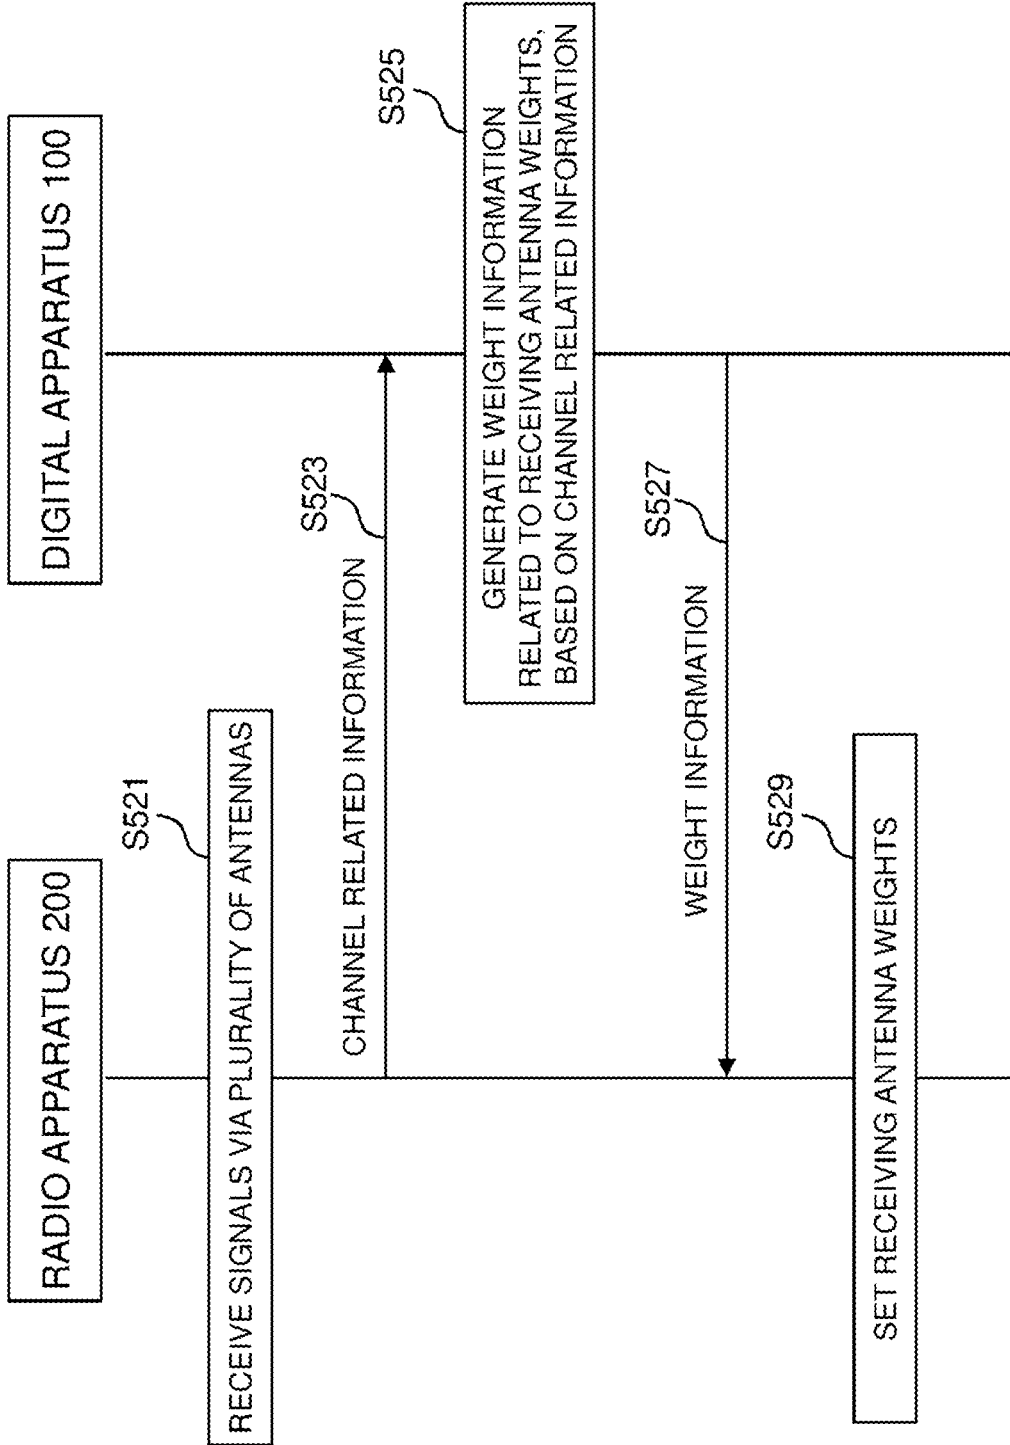 RADIO APPARATUS 200
DIGITAL APPARATUS 100
S521
RECEIVE SIGNALS VIA PLURALITY OF ANTENNAS
S523
CHANNEL RELATED INFORMATION
S525
GENERATE WEIGHT INFORMATION
RELATED TO RECEIVING ANTENNA WEIGHTS,
BASED ON CHANNEL RELATED INFORMATION
S527
WEIGHT INFORMATION
S529
SET RECEIVING ANTENNA WEIGHTS